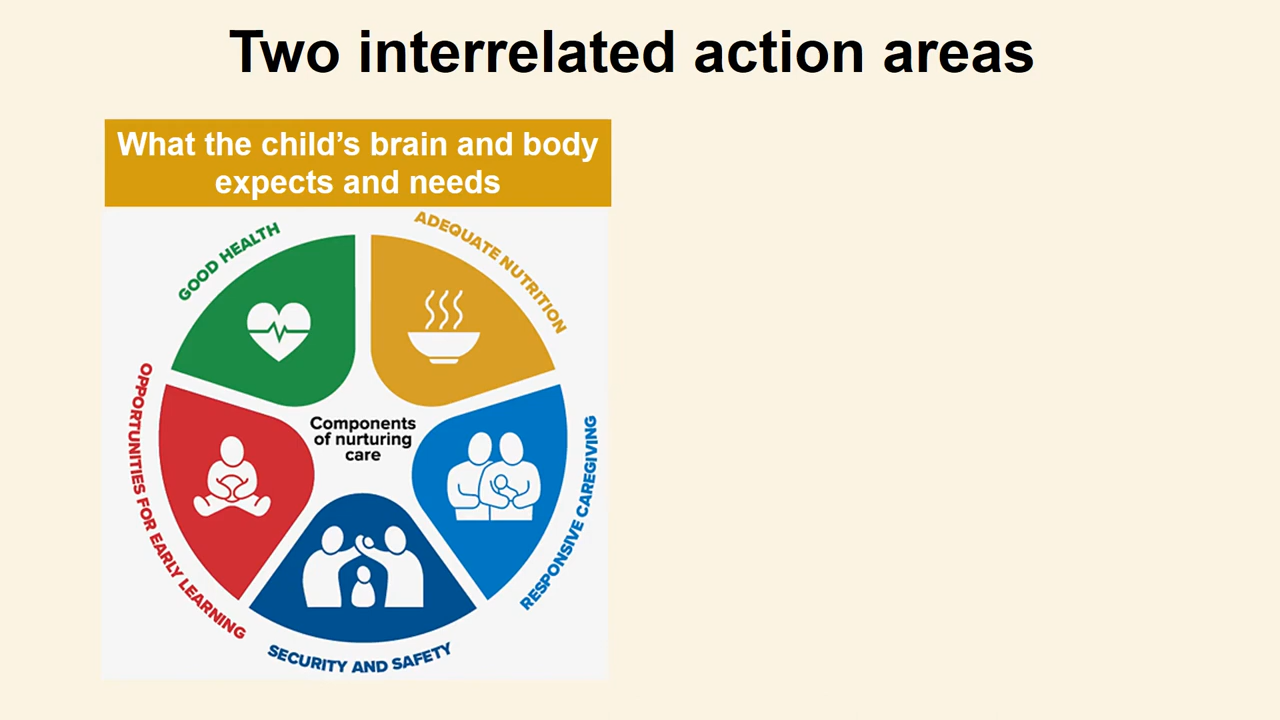 Two interrelated action areas
What the child's brain and body
expects and needs
GOOD HEALTH
ADEQUATE NUTRITION
RESPONSIVE CAREGIVING
SECURITY AND SAFETY
OPPORTUNITIES FOR EARLY LEARNING
Components
of nurturing
care